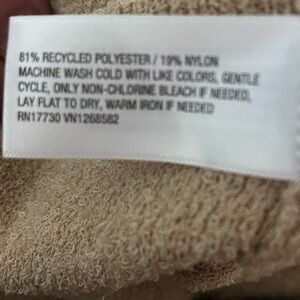 81% RECYCLED POLYESTER / 19% NYLON
MACHINE WASH COLD WITH LIKE COLORS, GENTLE
CYCLE, ONLY NON-CHLORINE BLEACH IF NEEDED,
LAY FLAT TO DRY, WARM IRON IF NEEDED
RN17730 VN1268582